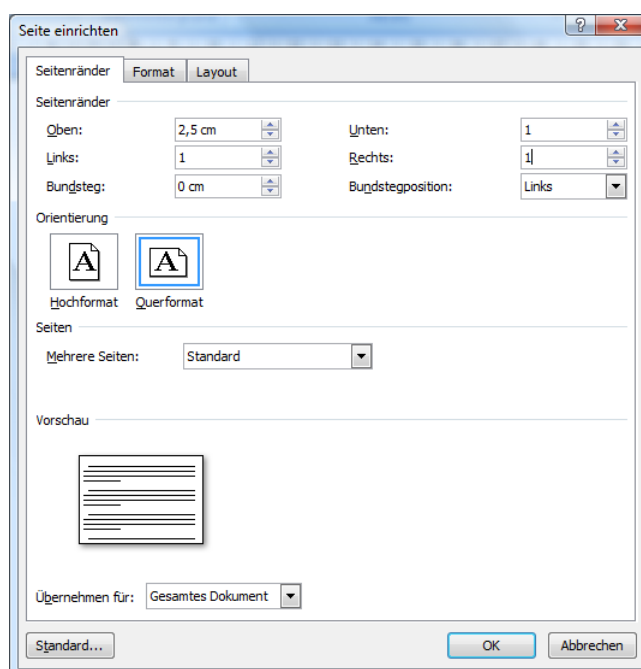 Seite einrichten
Seitenränder Format Layout
Seitenränder
Oben: 2,5 cm Unten: 1
Links: 1 Rechts: 1
Bundsteg: 0 cm Bundstegposition: Links
Orientierung
A A
Hochformat Querformat
Seiten
Mehrere Seiten: Standard
Vorschau
Übernehmen für: Gesamtes Dokument
Standard... OK Abbrechen